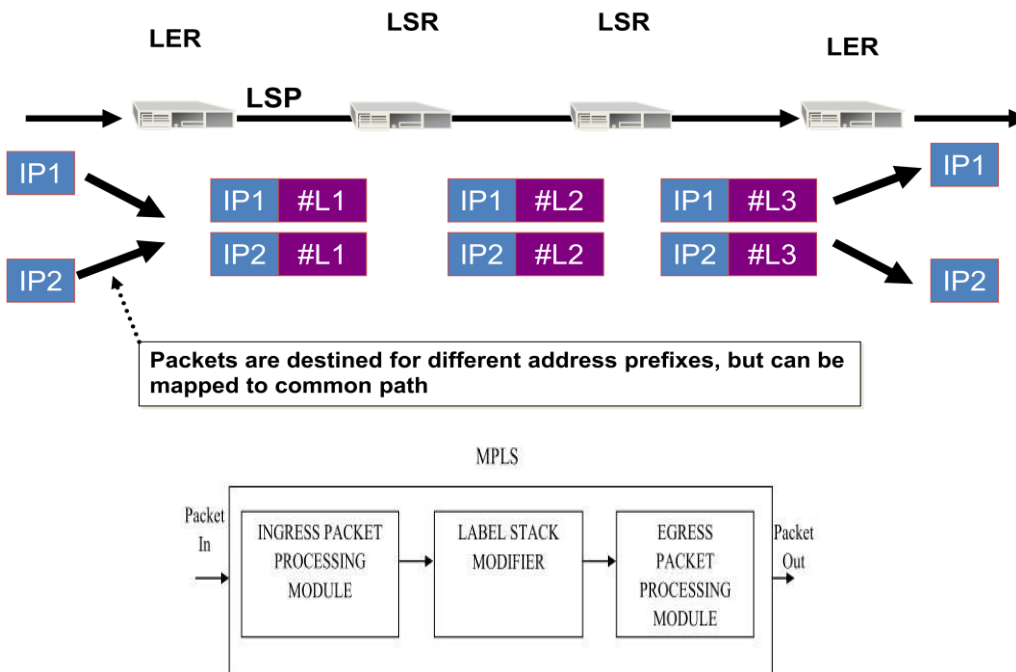 LER
LSR
LSR
LER
LSP
IP1
IP1 #L1
IP1 #L2
IP1 #L3
IP1
IP2
IP2 #L1
IP2 #L2
IP2 #L3
IP2
Packets are destined for different address prefixes, but can be
mapped to common path
MPLS
Packet
In
INGRESS PACKET
PROCESSING
MODULE
LABEL STACK
MODIFIER
EGRESS
PACKET
PROCESSING
MODULE
Packet
Out